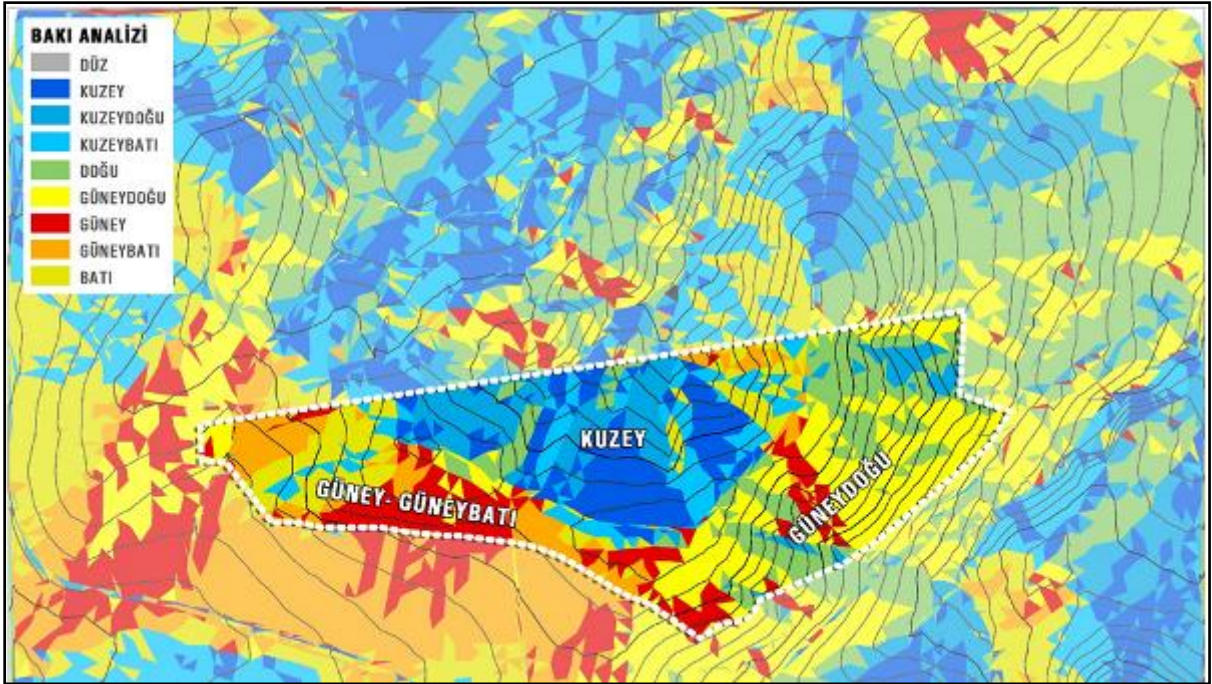 BAKI ANALİZİ
DÜZ
KUZEY
KUZEYDOĞU
KUZEYBATI
DOĞU
GÜNEYDOĞU
GÜNEY
GÜNEYBATI
BATI
KUZEY
GÜNEY- GÜNEYBATI
GÜNEYDOĞU